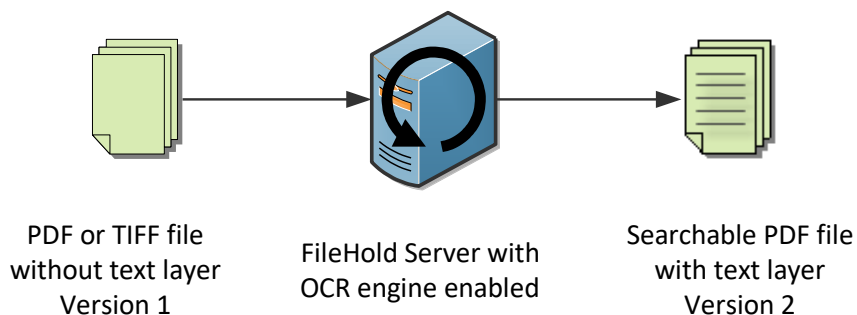 PDF or TIFF file
without text layer
Version 1
FileHold Server with
OCR engine enabled
Searchable PDF file
with text layer
Version 2